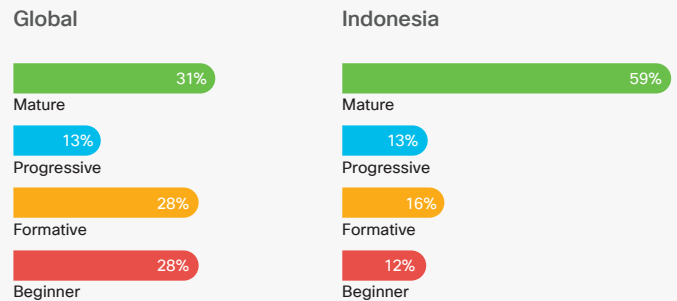 Global
31%
Mature
13%
Progressive
28%
Formative
28%
Beginner
Indonesia
59%
Mature
13%
Progressive
16%
Formative
12%
Beginner